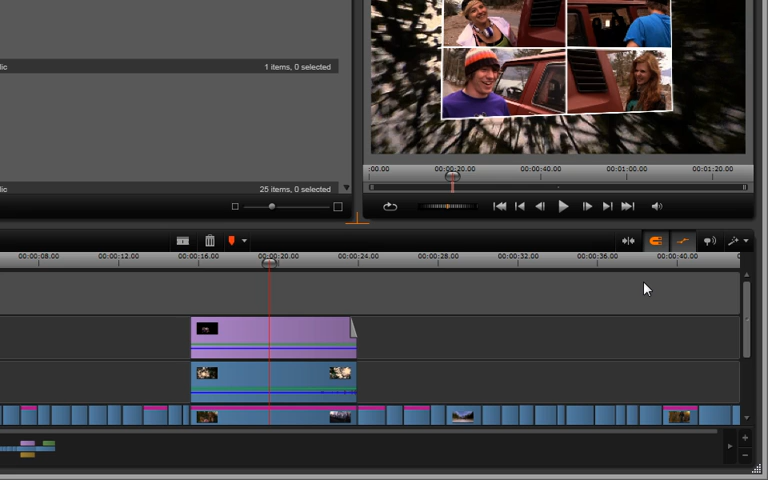 lic 1 items, 0 selected
:00.00 00:00:20.00 00:00:40.00 00:01:00.00 00:01:20.00
lic 25 items, 0 selected
00:00:08.00 00:00:12.00 00:00:16.00 00:00:20.00 00:00:24.00 00:00:28.00 00:00:32.00 00:00:36.00 00:00:40.00 0